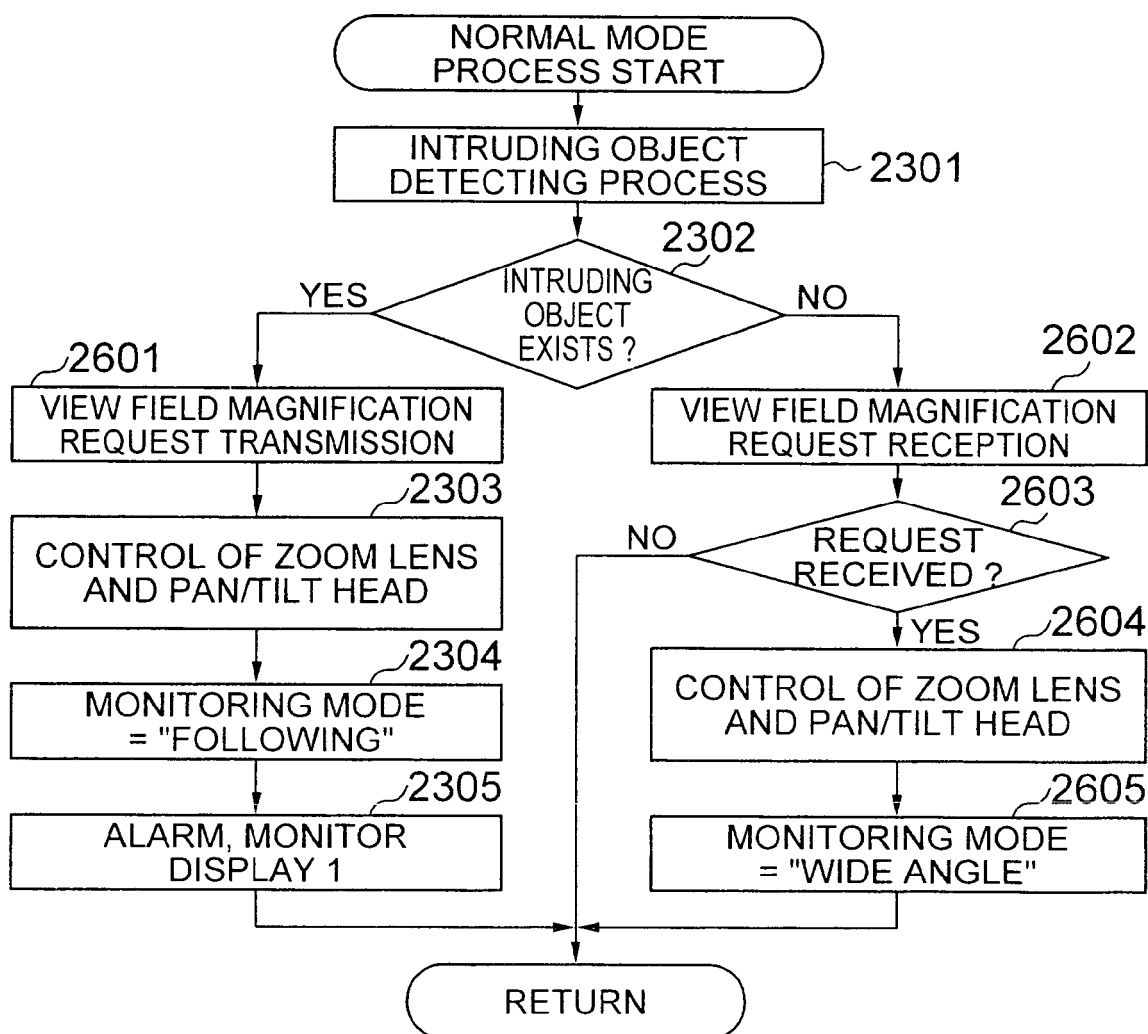 NORMAL MODE
PROCESS START
INTRUDING OBJECT
DETECTING PROCESS
2301
2302
INTRUDING
OBJECT
EXISTS ?
YES
NO
2601
VIEW FIELD MAGNIFICATION
REQUEST TRANSMISSION
2303
CONTROL OF ZOOM LENS
AND PAN/TILT HEAD
2304
MONITORING MODE
= "FOLLOWING"
2305
ALARM, MONITOR
DISPLAY 1
2602
VIEW FIELD MAGNIFICATION
REQUEST RECEPTION
2603
REQUEST
RECEIVED ?
NO
YES
2604
CONTROL OF ZOOM LENS
AND PAN/TILT HEAD
2605
MONITORING MODE
= "WIDE ANGLE"
RETURN